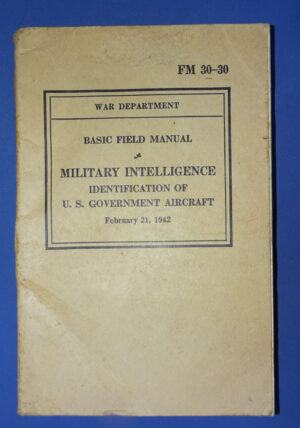 FM 30–30
WAR DEPARTMENT
BASIC FIELD MANUAL
MILITARY INTELLIGENCE
IDENTIFICATION OF
U. S. GOVERNMENT AIRCRAFT
February 21, 1942